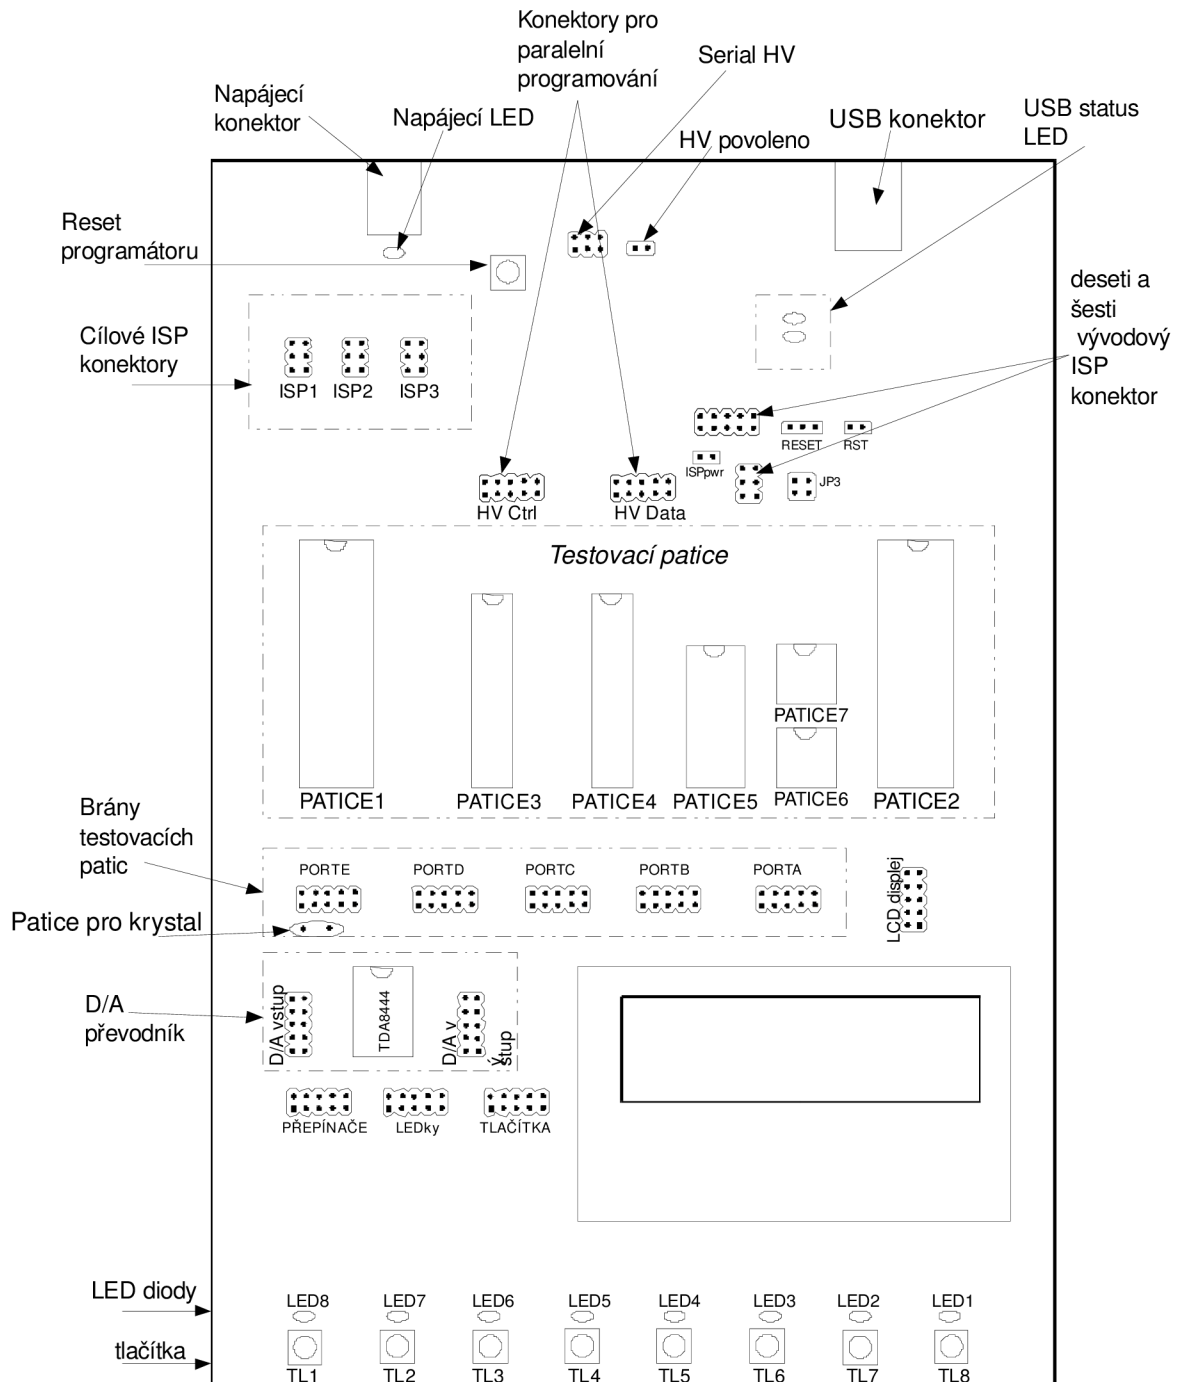 Konektory pro
paralelní
programování
Serial HV
Napájecí
konektor
Napájecí LED
HV povoleno
USB konektor
USB status
LED
Reset
programátoru
deseti a
šesti
vývodový
ISP
konektor
Cílové ISP
konektory
ISP1
ISP2
ISP3
RESET
RST
ISPpwr
JP3
HV Ctrl
HV Data
Testovací patice
PATICE7
PATICE1
PATICE3
PATICE4
PATICE5
PATICE6
PATICE2
Brány
testovacích
patic
PORTE
PORTD
PORTC
PORTB
PORTA
LCD displej
Patice pro krystal
D/A
převodník
D/A vstup
TDA8444
D/A v
ýstup
PŘEPÍNAČE
LEDky
TLAČÍTKA
LED diody
LED8
LED7
LED6
LED5
LED4
LED3
LED2
LED1
tlačítka
TL1
TL2
TL3
TL4
TL5
TL6
TL7
TL8